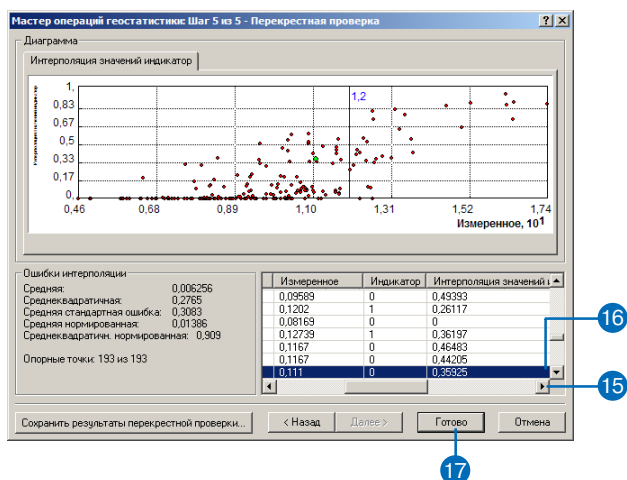 Мастер операций геостатистики: Шаг 5 из 5 - Перекрестная проверка
Диаграмма
Интерполяция значений индикатор
1,
0,83
0,67
0,5
0,33
0,17
0,
1,2
0,46 0,68 0,89 1,10 1,31 1,52 1,74
Измеренное, 10¹
Ошибки интерполяции
Средняя: 0,006256
Среднеквадратичная: 0,2765
Средняя стандартная ошибка: 0,3083
Средняя нормированная: 0,01386
Среднеквадратичн. нормированная: 0,909
Опорные точки: 193 из 193
Измеренное Индикатор Интерполяция значений и
0,09589 0 0,49393
0,1202 1 0,26117
0,08169 0 0
0,12739 1 0,36197
0,1167 0 0,46483
0,1167 0 0,44205
0,111 0 0,35925
16
15
Сохранить результаты перекрестной проверки... < Назад Далее > Готово Отмена
17